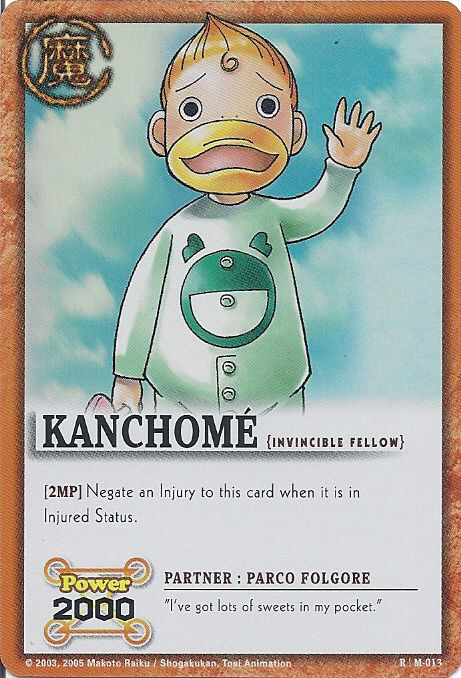 魔
KANCHOMÉ {INVINCIBLE FELLOW}
[2MP] Negate an Injury to this card when it is in
Injured Status.
Power
2000
PARTNER : PARCO FOLGORE
"I've got lots of sweets in my pocket."
© 2003, 2005 Makoto Raiku / Shogakukan, Toei Animation
R | M-013